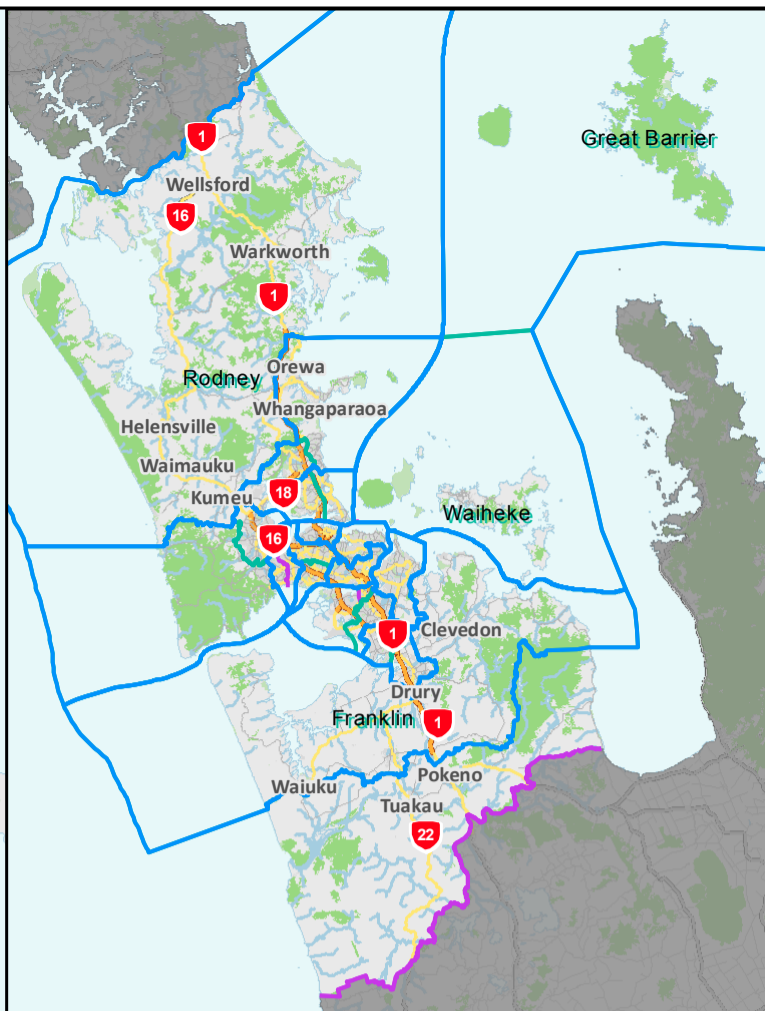 1
Great Barrier
Wellsford
16
Warkworth
1
Orewa
Rodney
Whangaparaoa
Helensville
Waimauku
Kumeu
18
Waiheke
16
1
Clevedon
Drury
Franklin
1
Pokeno
Waiuku
Tuakau
22